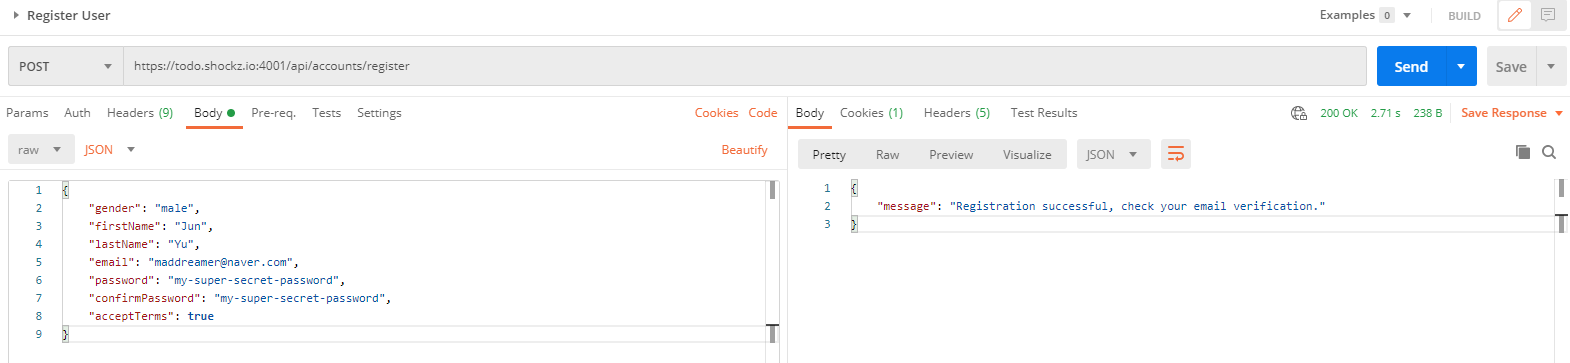 Register User
Examples 0 BUILD
POST https://todo.shockz.io:4001/api/accounts/register Send Save
Params Auth Headers (9) Body Pre-req. Tests Settings Cookies Code
raw JSON Beautify
1 {
2 "gender": "male",
3 "firstName": "Jun",
4 "lastName": "Yu",
5 "email": "maddreamer@naver.com",
6 "password": "my-super-secret-password",
7 "confirmPassword": "my-super-secret-password",
8 "acceptTerms": true
9 }
Body Cookies (1) Headers (5) Test Results 200 OK 2.71 s 238 B Save Response
Pretty Raw Preview Visualize JSON
1 {
2 "message": "Registration successful, check your email verification."
3 }